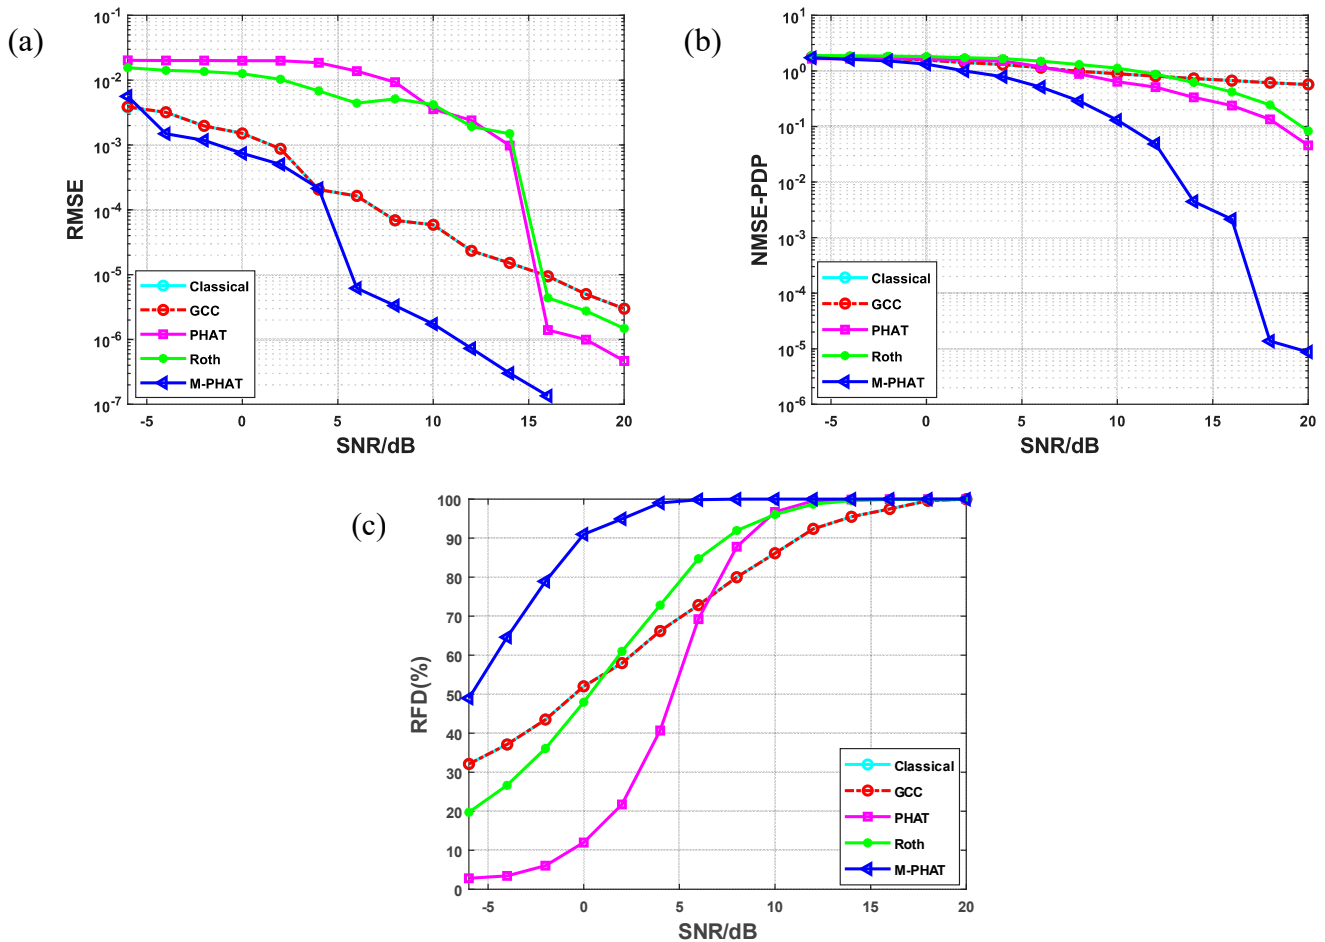 (a)
10-1
10-2
10-3
10-4
10-5
10-6
10-7
RMSE
-5 0 5 10 15 20
SNR/dB
Classical
GCC
PHAT
Roth
M-PHAT
(b)
101
100
10-1
10-2
10-3
10-4
10-5
10-6
NMSE-PDP
-5 0 5 10 15 20
SNR/dB
Classical
GCC
PHAT
Roth
M-PHAT
(c)
100
90
80
70
60
50
40
30
20
10
0
RFD(%)
-5 0 5 10 15 20
SNR/dB
Classical
GCC
PHAT
Roth
M-PHAT